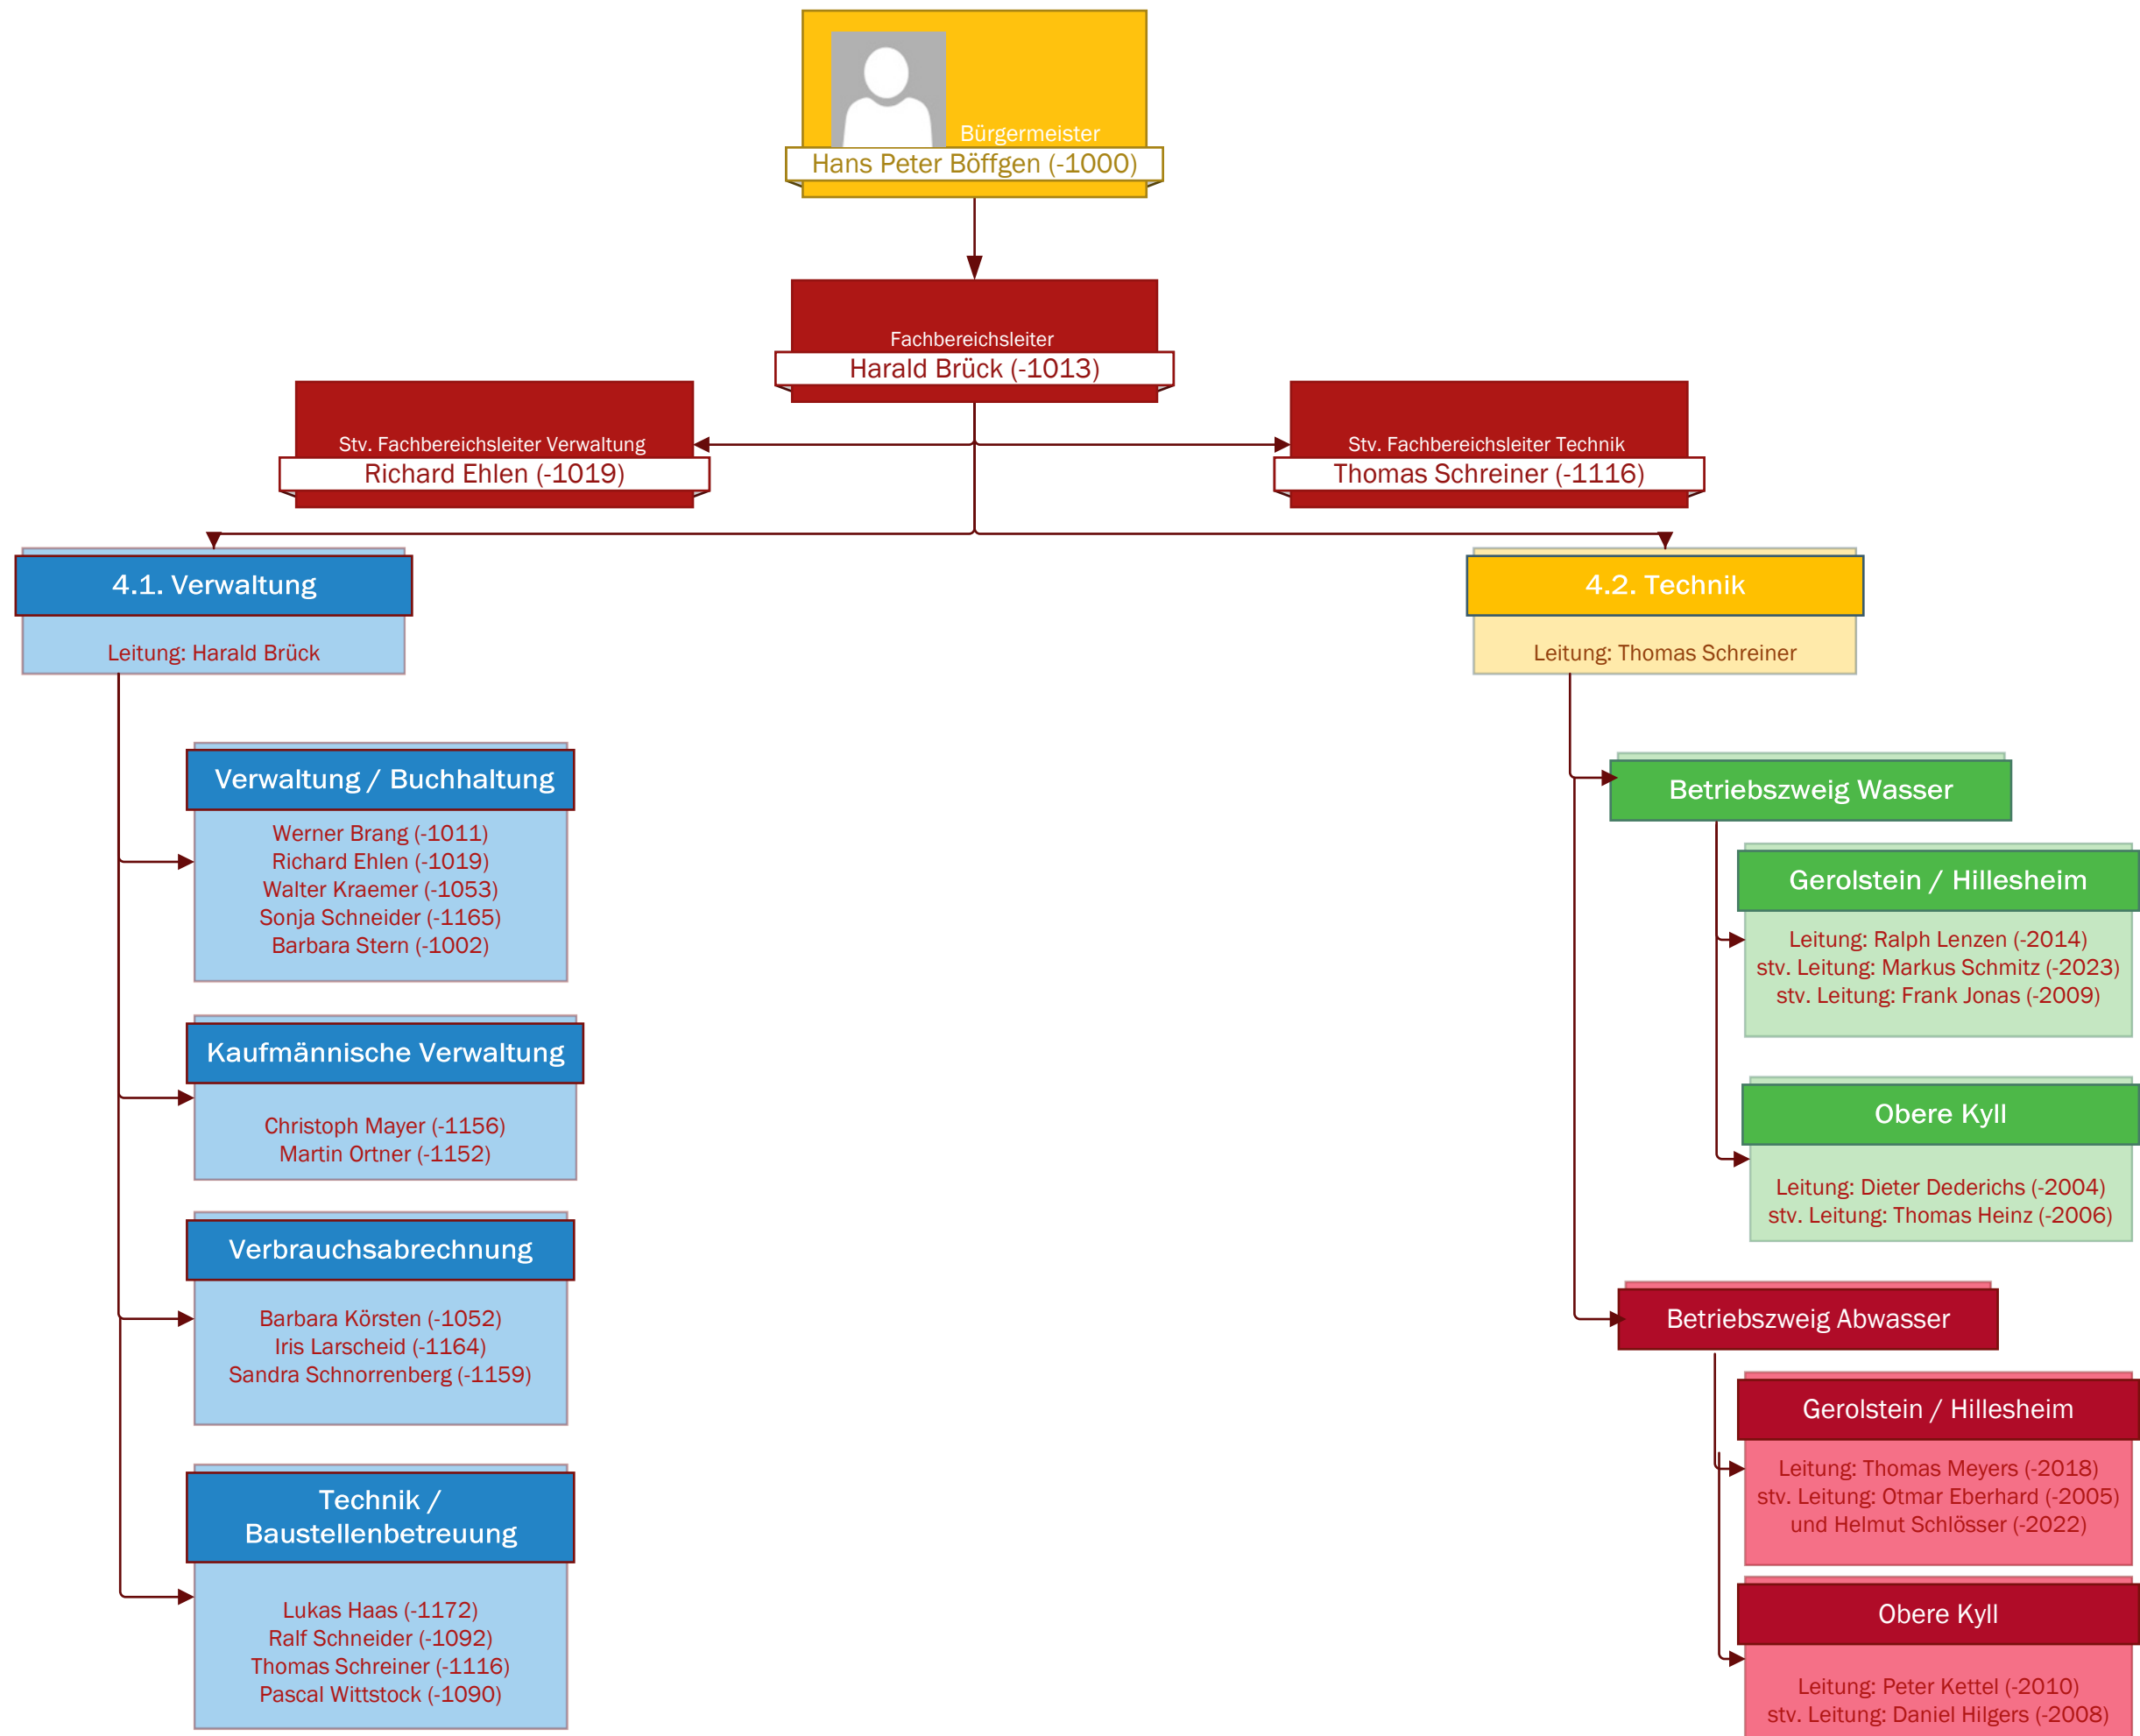 Bürgermeister
Hans Peter Böffgen (-1000)
Fachbereichsleiter
Harald Brück (-1013)
Stv. Fachbereichsleiter Verwaltung
Richard Ehlen (-1019)
Stv. Fachbereichsleiter Technik
Thomas Schreiner (-1116)
4.1. Verwaltung
Leitung: Harald Brück
Verwaltung / Buchhaltung
Werner Brang (-1011)
Richard Ehlen (-1019)
Walter Kraemer (-1053)
Sonja Schneider (-1165)
Barbara Stern (-1002)
Kaufmännische Verwaltung
Christoph Mayer (-1156)
Martin Ortner (-1152)
Verbrauchsabrechnung
Barbara Körsten (-1052)
Iris Larscheid (-1164)
Sandra Schnorrenberg (-1159)
Technik /
Baustellenbetreuung
Lukas Haas (-1172)
Ralf Schneider (-1092)
Thomas Schreiner (-1116)
Pascal Wittstock (-1090)
4.2. Technik
Leitung: Thomas Schreiner
Betriebszweig Wasser
Gerolstein / Hillesheim
Leitung: Ralph Lenzen (-2014)
stv. Leitung: Markus Schmitz (-2023)
stv. Leitung: Frank Jonas (-2009)
Obere Kyll
Leitung: Dieter Dederichs (-2004)
stv. Leitung: Thomas Heinz (-2006)
Betriebszweig Abwasser
Gerolstein / Hillesheim
Leitung: Thomas Meyers (-2018)
stv. Leitung: Otmar Eberhard (-2005)
und Helmut Schlösser (-2022)
Obere Kyll
Leitung: Peter Kettel (-2010)
stv. Leitung: Daniel Hilgers (-2008)